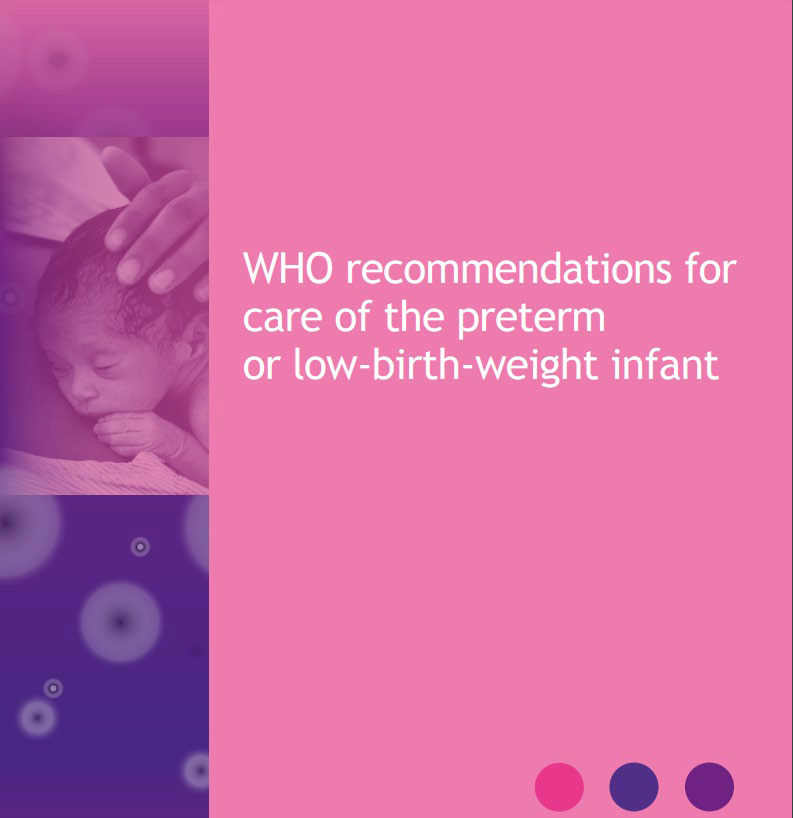 WHO recommendations for
care of the preterm
or low-birth-weight infant